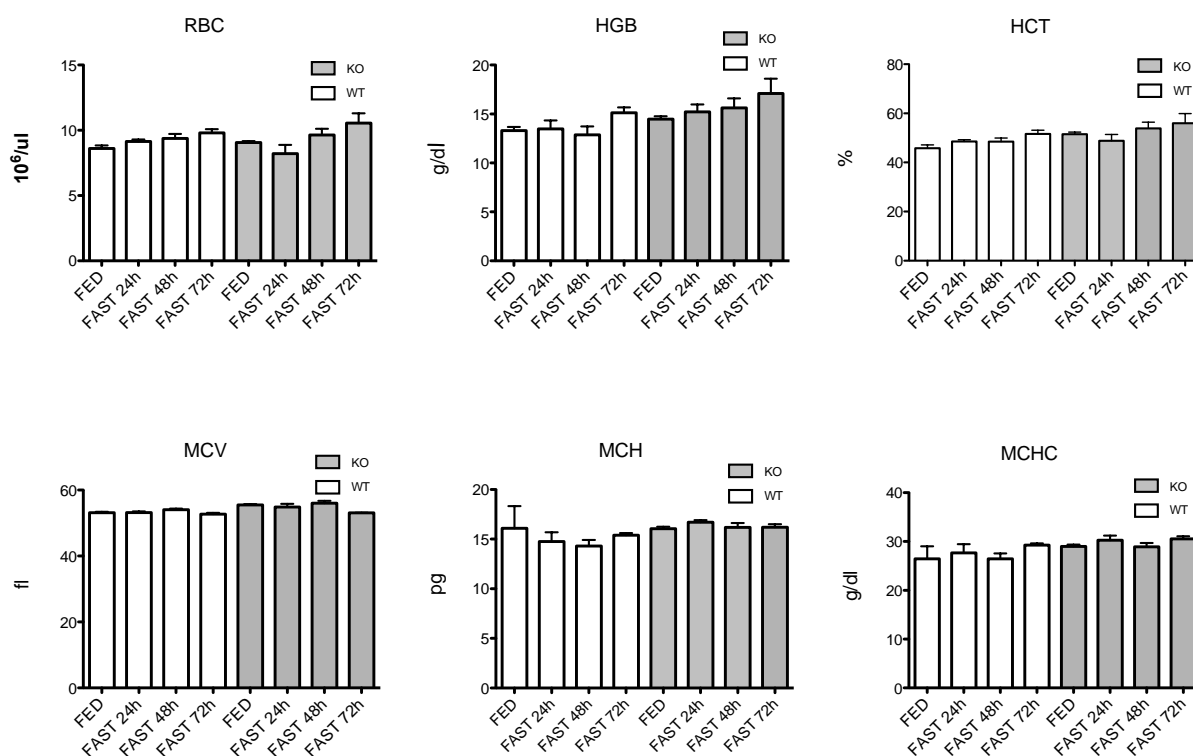 RBC
KO
WT
15
10
5
0
10⁶/ul
FED
FAST 24h
FAST 48h
FAST 72h
FED
FAST 24h
FAST 48h
FAST 72h
HGB
KO
WT
20
15
10
5
0
g/dl
FED
FAST 24h
FAST 48h
FAST 72h
FED
FAST 24h
FAST 48h
FAST 72h
HCT
KO
WT
80
60
40
20
0
%
FED
FAST 24h
FAST 48h
FAST 72h
FED
FAST 24h
FAST 48h
FAST 72h
MCV
KO
WT
60
40
20
0
fl
FED
FAST 24h
FAST 48h
FAST 72h
FED
FAST 24h
FAST 48h
FAST 72h
MCH
KO
WT
20
15
10
5
0
pg
FED
FAST 24h
FAST 48h
FAST 72h
FED
FAST 24h
FAST 48h
FAST 72h
MCHC
KO
WT
40
30
20
10
0
g/dl
FED
FAST 24h
FAST 48h
FAST 72h
FED
FAST 24h
FAST 48h
FAST 72h